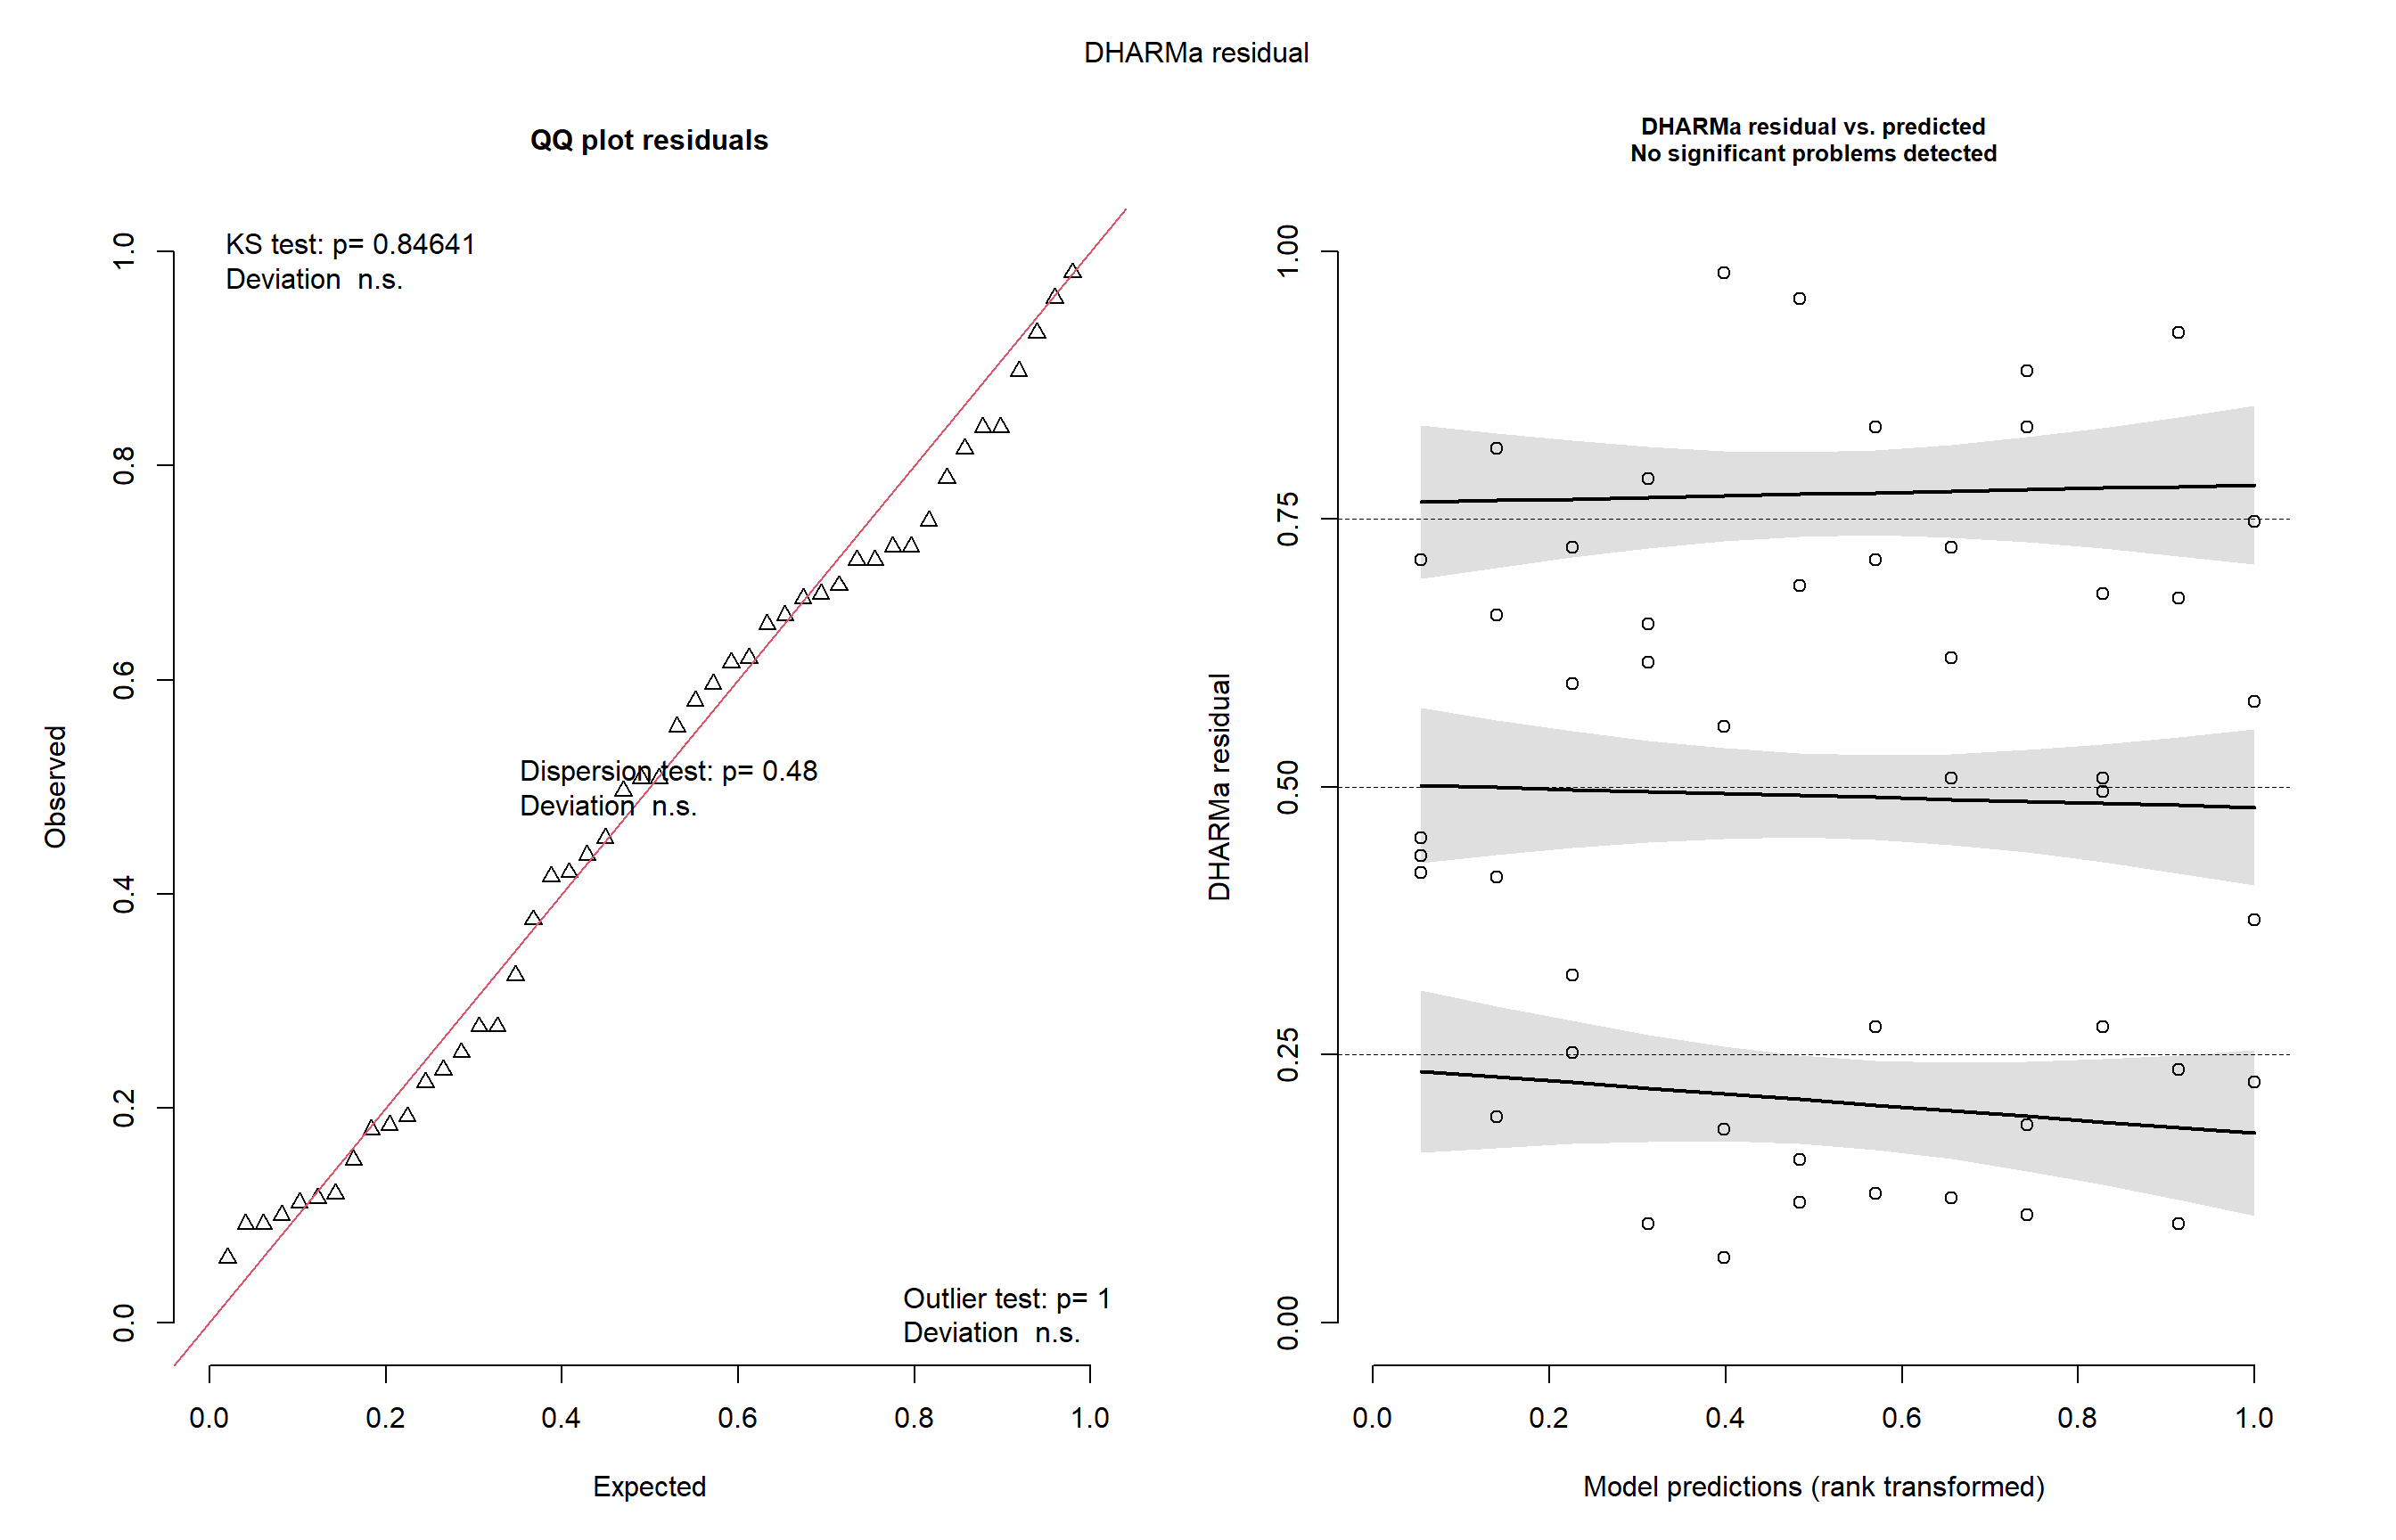 DHARMa residual
QQ plot residuals
KS test: p= 0.84641
Deviation  n.s.
Dispersion test: p= 0.48
Deviation  n.s.
Outlier test: p= 1
Deviation  n.s.
Observed
0.0
0.2
0.4
0.6
0.8
1.0
0.0 0.2 0.4 0.6 0.8 1.0
Expected
DHARMa residual vs. predicted
No significant problems detected
DHARMa residual
0.00
0.25
0.50
0.75
1.00
0.0 0.2 0.4 0.6 0.8 1.0
Model predictions (rank transformed)